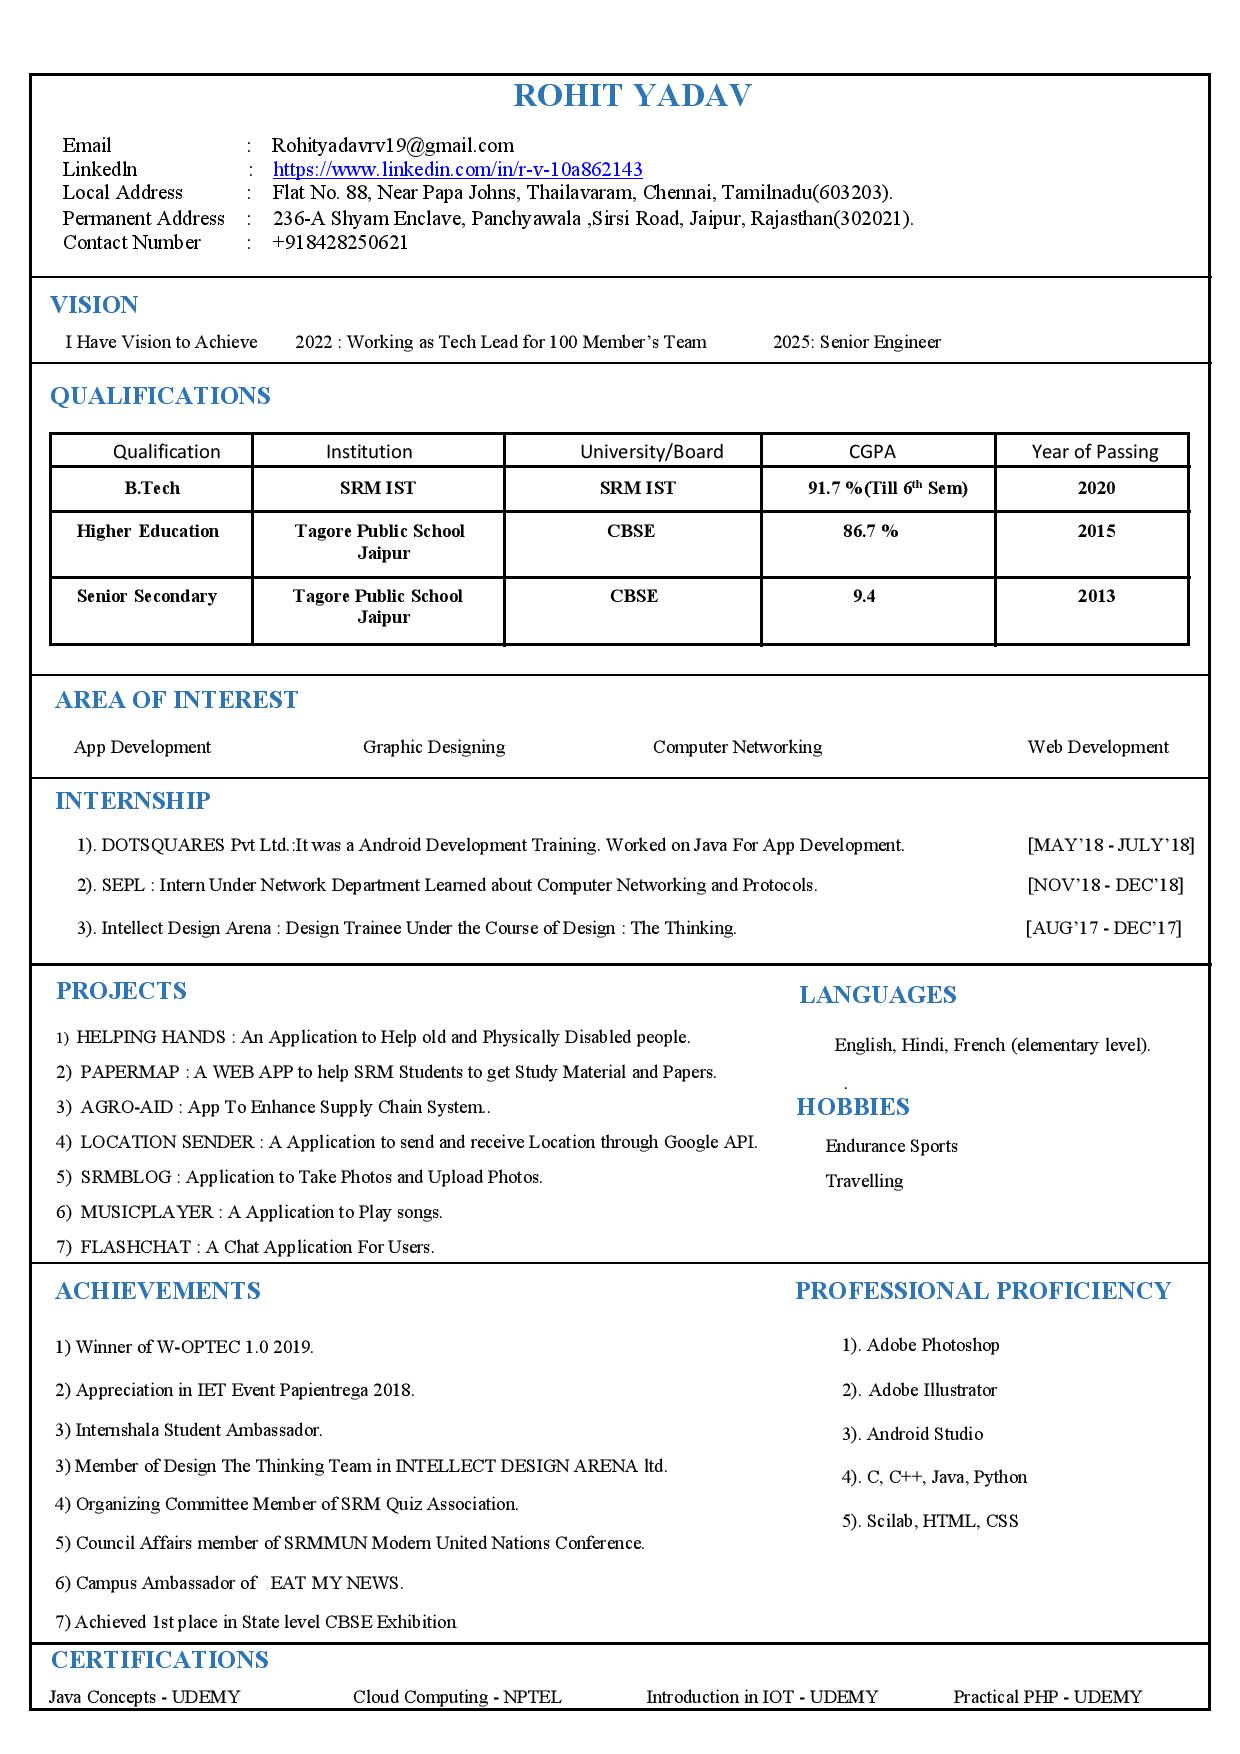 ROHIT YADAV
Email : Rohityadavrv19@gmail.com
Linkedln : https://www.linkedin.com/in/r-v-10a862143
Local Address : Flat No. 88, Near Papa Johns, Thailavaram, Chennai, Tamilnadu(603203).
Permanent Address : 236-A Shyam Enclave, Panchyawala ,Sirsi Road, Jaipur, Rajasthan(302021).
Contact Number : +918428250621
VISION
I Have Vision to Achieve 2022 : Working as Tech Lead for 100 Member’s Team 2025: Senior Engineer
QUALIFICATIONS
Qualification Institution University/Board CGPA Year of Passing
B.Tech SRM IST SRM IST 91.7 %(Till 6th Sem) 2020
Higher Education Tagore Public School CBSE 86.7 % 2015
Jaipur
Senior Secondary Tagore Public School CBSE 9.4 2013
Jaipur
AREA OF INTEREST
App Development Graphic Designing Computer Networking Web Development
INTERNSHIP
1). DOTSQUARES Pvt Ltd.:It was a Android Development Training. Worked on Java For App Development. [MAY’18 - JULY’18]
2). SEPL : Intern Under Network Department Learned about Computer Networking and Protocols. [NOV’18 - DEC’18]
3). Intellect Design Arena : Design Trainee Under the Course of Design : The Thinking. [AUG’17 - DEC’17]
PROJECTS
1) HELPING HANDS : An Application to Help old and Physically Disabled people.
2) PAPERMAP : A WEB APP to help SRM Students to get Study Material and Papers.
3) AGRO-AID : App To Enhance Supply Chain System..
4) LOCATION SENDER : A Application to send and receive Location through Google API.
5) SRMBLOG : Application to Take Photos and Upload Photos.
6) MUSICPLAYER : A Application to Play songs.
7) FLASHCHAT : A Chat Application For Users.
LANGUAGES
English, Hindi, French (elementary level).
.
HOBBIES
Endurance Sports
Travelling
ACHIEVEMENTS
1) Winner of W-OPTEC 1.0 2019.
2) Appreciation in IET Event Papientrega 2018.
3) Internshala Student Ambassador.
3) Member of Design The Thinking Team in INTELLECT DESIGN ARENA ltd.
4) Organizing Committee Member of SRM Quiz Association.
5) Council Affairs member of SRMMUN Modern United Nations Conference.
6) Campus Ambassador of EAT MY NEWS.
7) Achieved 1st place in State level CBSE Exhibition
PROFESSIONAL PROFICIENCY
1). Adobe Photoshop
2). Adobe Illustrator
3). Android Studio
4). C, C++, Java, Python
5). Scilab, HTML, CSS
CERTIFICATIONS
Java Concepts - UDEMY Cloud Computing - NPTEL Introduction in IOT - UDEMY Practical PHP - UDEMY